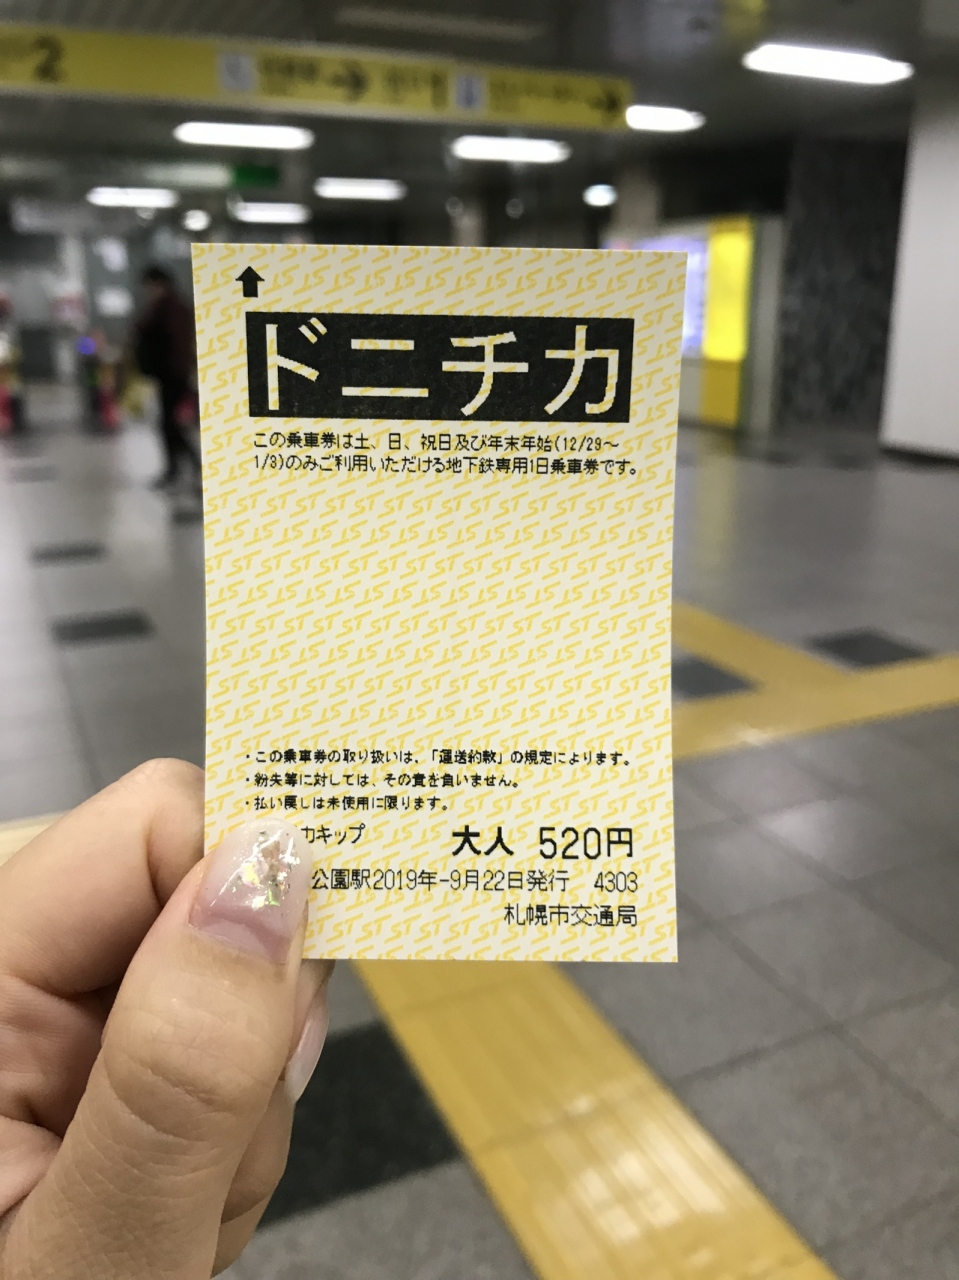 2
ドニチカ
この乗車券は土、日、祝日及び年末年始(12/29～
1/3)のみご利用いただける地下鉄専用1日乗車券です。
・この乗車券の取り扱いは、「運送約款」の規定によります。
・紛失等に対しては、その責を負いません。
・払い戻しは未使用に限ります。
カキップ
大人 520円
公園駅2019年-9月22日発行 4303
札幌市交通局